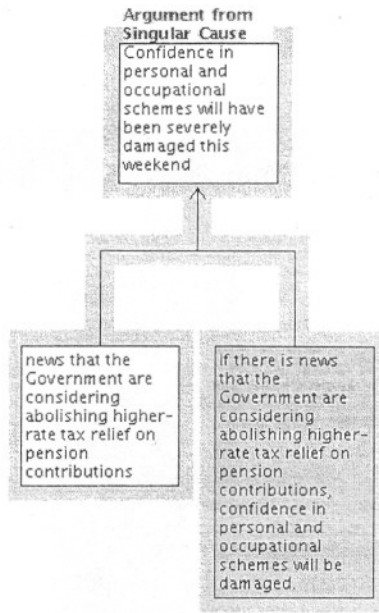 Argument from
Singular Cause
Confidence in
personal and
occupational
schemes will have
been severely
damaged this
weekend
news that the
Government are
considering
abolishing higher-
rate tax relief on
pension
contributions
if there is news
that the
Government are
considering
abolishing higher-
rate tax relief on
pension
contributions,
confidence in
personal and
occupational
schemes will be
damaged.